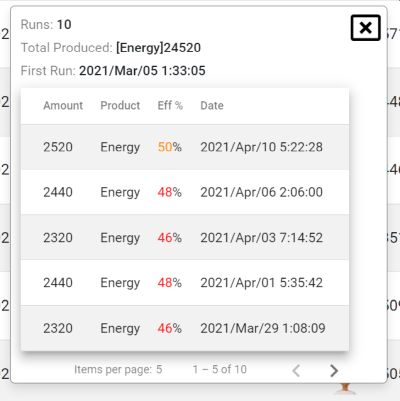 Runs: 10
Total Produced: [Energy]24520
First Run: 2021/Mar/05 1:33:05
Amount Product Eff % Date
2520 Energy 50% 2021/Apr/10 5:22:28
2440 Energy 48% 2021/Apr/06 2:06:00
2320 Energy 46% 2021/Apr/03 7:14:52
2440 Energy 48% 2021/Apr/01 5:35:42
2320 Energy 46% 2021/Mar/29 1:08:09
Items per page: 5 1 – 5 of 10